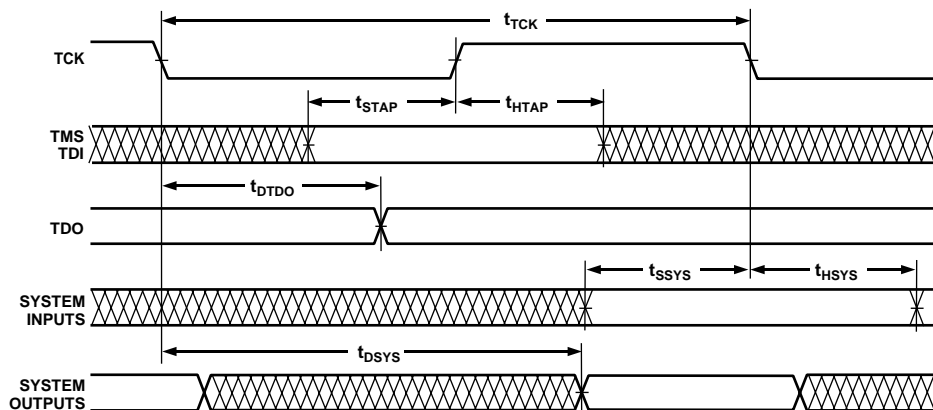 tTCK
TCK
tSTAP
tHTAP
TMS
TDI
tDTDO
TDO
tSSYS
tHSYS
SYSTEM
INPUTS
tDSYS
SYSTEM
OUTPUTS